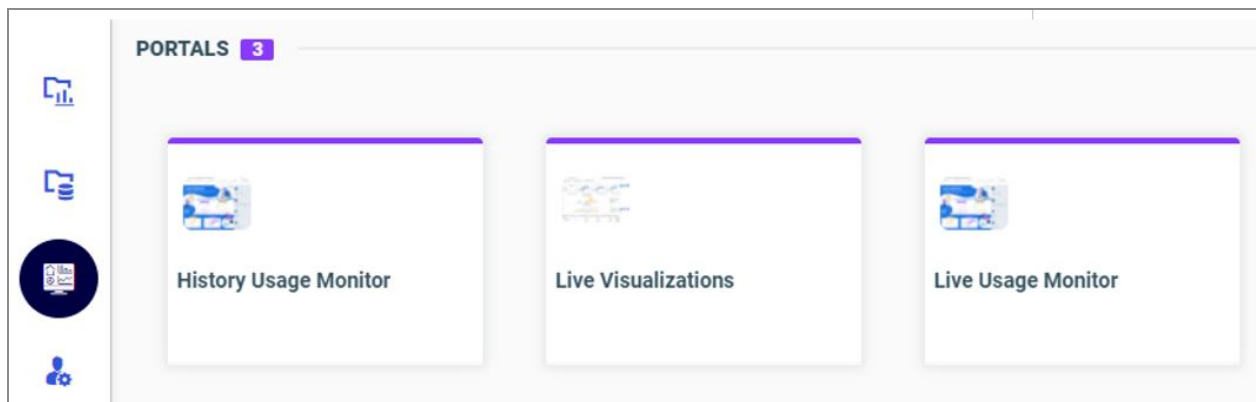 PORTALS 3
History Usage Monitor
Live Visualizations
Live Usage Monitor